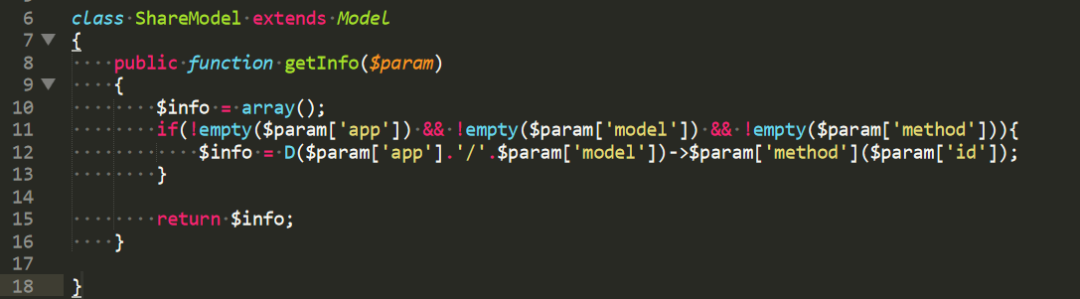 6 class ShareModel extends Model
7 {
8     public function getInfo($param)
9     {
10         $info = array();
11         if(!empty($param['app']) && !empty($param['model']) && !empty($param['method'])){
12             $info = D($param['app'].'/'.$param['model'])->$param['method']($param['id']);
13         }
14
15         return $info;
16     }
17
18 }